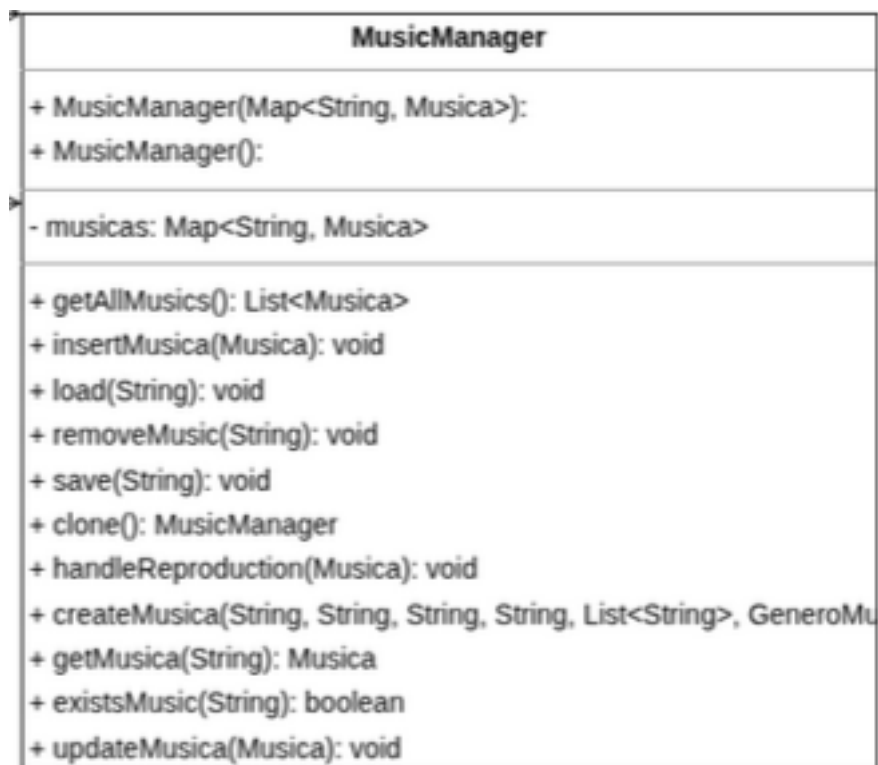 MusicManager
+ MusicManager(Map<String, Musica>):
+ MusicManager():
- musicas: Map<String, Musica>
+ getAllMusics(): List<Musica>
+ insertMusica(Musica): void
+ load(String): void
+ removeMusic(String): void
+ save(String): void
+ clone(): MusicManager
+ handleReproduction(Musica): void
+ createMusica(String, String, String, String, List<String>, GeneroMu
+ getMusica(String): Musica
+ existsMusic(String): boolean
+ updateMusica(Musica): void